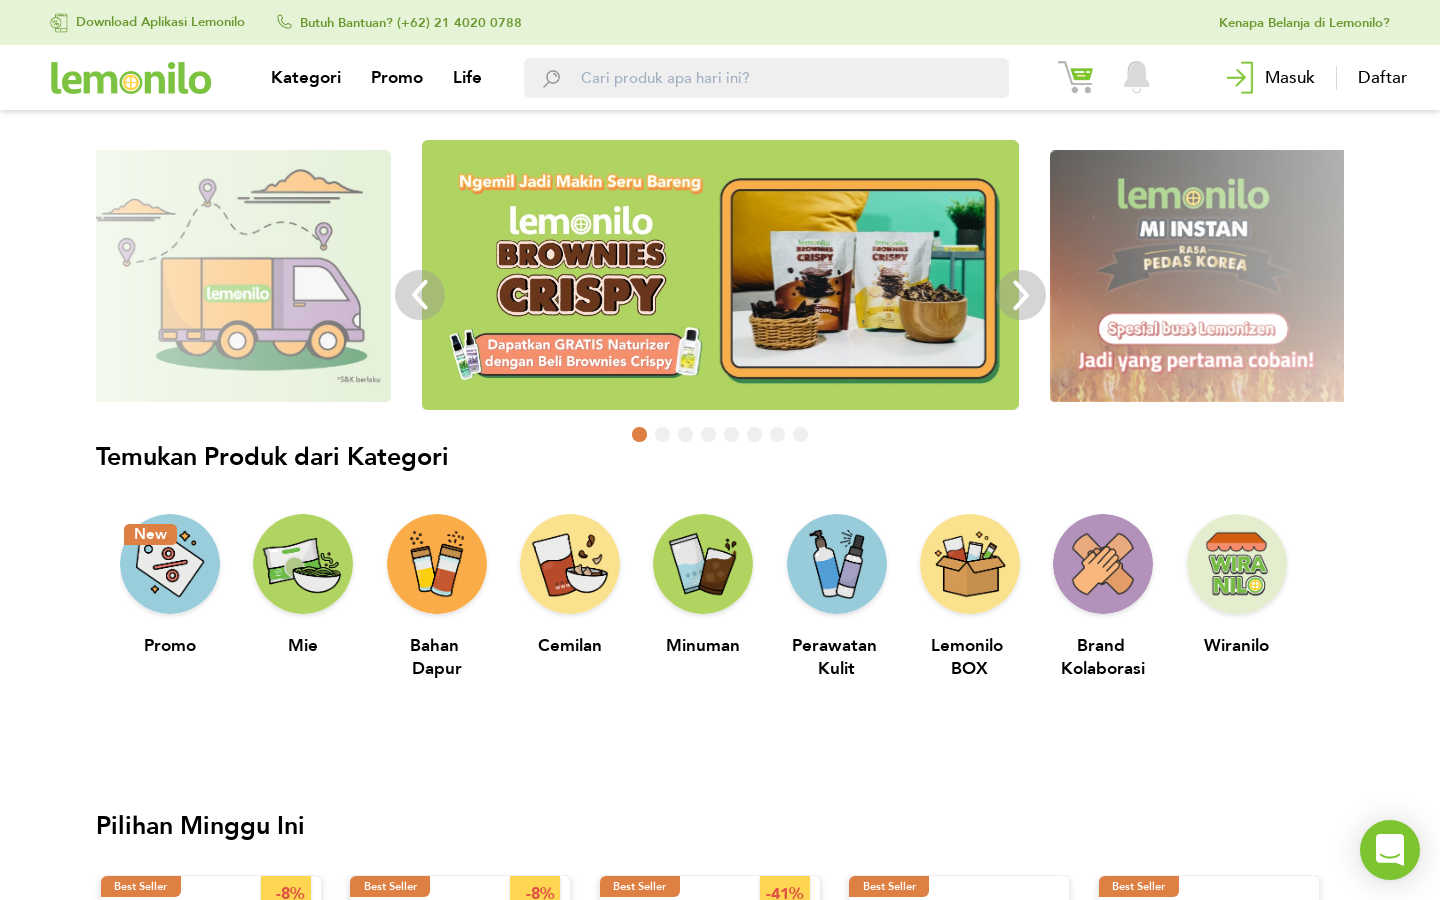 Download Aplikasi Lemonilo
Butuh Bantuan? (+62) 21 4020 0788
Kenapa Belanja di Lemonilo?
lemonilo
Kategori
Promo
Life
Cari produk apa hari ini?
Masuk
Daftar
lemonilo
*S&K berlaku
Ngemil Jadi Makin Seru Bareng
lemonilo
BROWNIES
CRISPY
Dapatkan GRATIS Naturizer
dengan Beli Brownies Crispy
lemonilo
MI INSTAN
RASA
PEDAS KOREA
Spesial buat Lemonizen
Jadi yang pertama cobain!
Temukan Produk dari Kategori
New
WIRA
NILO
Promo
Mie
Bahan
Dapur
Cemilan
Minuman
Perawatan
Kulit
Lemonilo
BOX
Brand
Kolaborasi
Wiranilo
Pilihan Minggu Ini
Best Seller
-8%
Best Seller
-8%
Best Seller
-41%
Best Seller
Best Seller